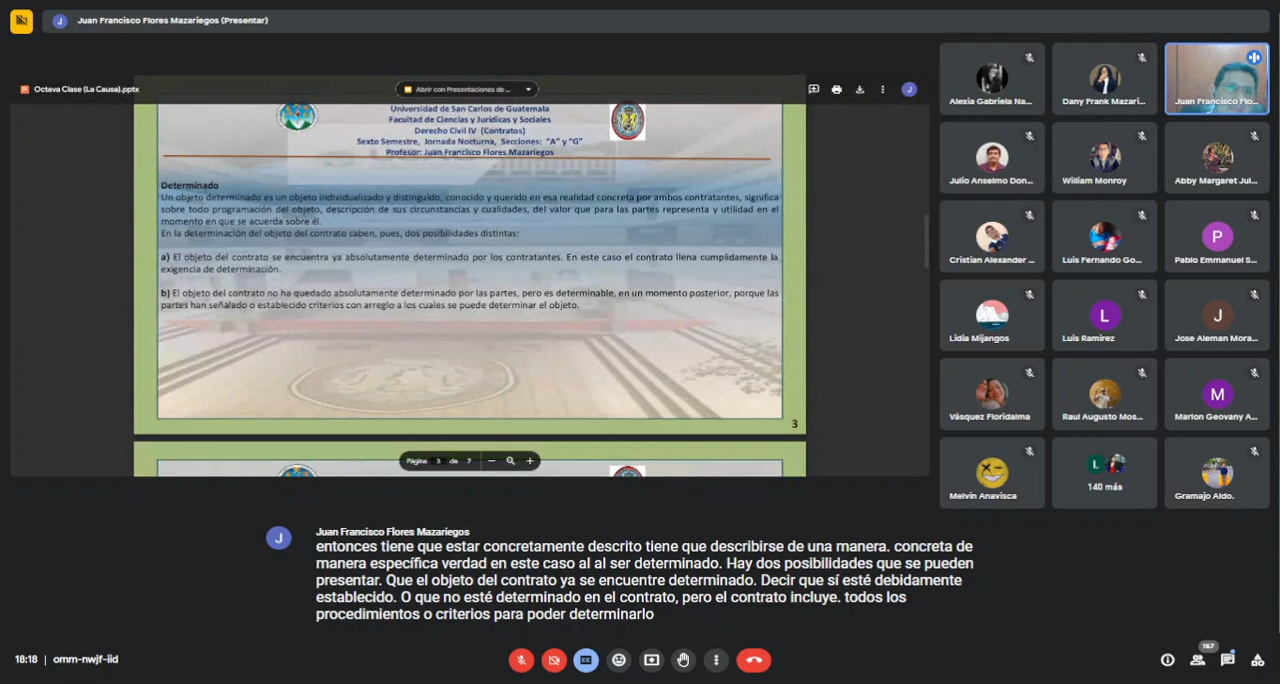 J Juan Francisco Flores Mazariegos (Presentar)
Octava Clase (La Causa).pptx
Abrir con Presentaciones de ...
J
Universidad de San Carlos de Guatemala
Facultad de Ciencias y Jurídicas y Sociales
Derecho Civil IV (Contratos)
Sexto Semestre, Jornada Nocturna, Secciones: "A" y "G"
Profesor: Juan Francisco Flores Mazariegos
Determinado
Un objeto determinado es un objeto individualizado y distinguido, conocido y querido en esa realidad concreta por ambos contratantes, significa
sobre todo programación del objeto, descripción de sus circunstancias y cualidades, del valor que para las partes representa y utilidad en el
momento en que se acuerda sobre él.
En la determinación del objeto del contrato caben, pues, dos posibilidades distintas:
a) El objeto del contrato se encuentra ya absolutamente determinado por los contratantes. En este caso el contrato llena cumplidamente la
exigencia de determinación.
b) El objeto del contrato no ha quedado absolutamente determinado por las partes, pero es determinable, en un momento posterior, porque las
partes han señalado o establecido criterios con arreglo a los cuales se puede determinar el objeto.
3
Página 3 de 7
Alexia Gabriela Na...
Dany Frank Mazari...
Juan Francisco Flo...
Julio Anselmo Don...
William Monroy
Abby Margaret Jul...
Cristian Alexander ...
Luis Fernando Go...
P
Pablo Emmanuel S...
Lidia Mijangos
L
Luis Ramirez
J
Jose Aleman Mora...
Vásquez Floridalma
Raul Augusto Mos...
M
Marlon Geovany A...
Melvin Anavisca
L
140 más
Gramajo Aldo.
J
Juan Francisco Flores Mazariegos
entonces tiene que estar concretamente descrito tiene que describirse de una manera. concreta de
manera específica verdad en este caso al al ser determinado. Hay dos posibilidades que se pueden
presentar. Que el objeto del contrato ya se encuentre determinado. Decir que sí esté debidamente
establecido. O que no esté determinado en el contrato, pero el contrato incluye. todos los
procedimientos o criterios para poder determinarlo
18:18 | omm-nwjf-iid
CC
167